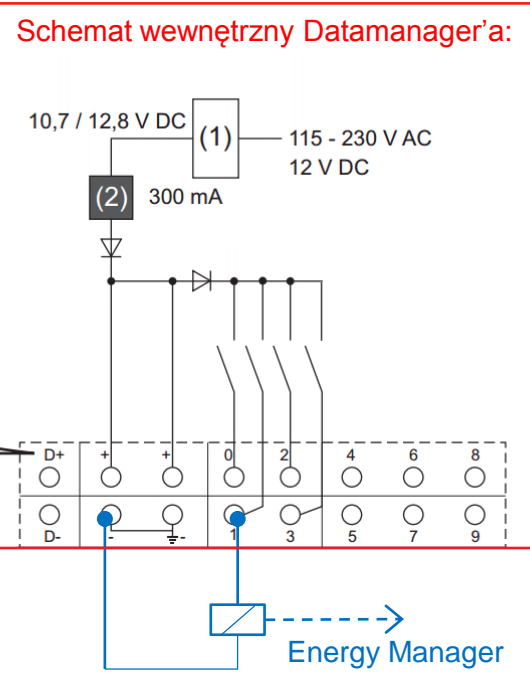 Schemat wewnętrzny Datamanager’a:
10,7 / 12,8 V DC
(1)
115 - 230 V AC
12 V DC
(2)
300 mA
D+ + + 0 2 4 6 8
D- - - 1 3 5 7 9
Energy Manager